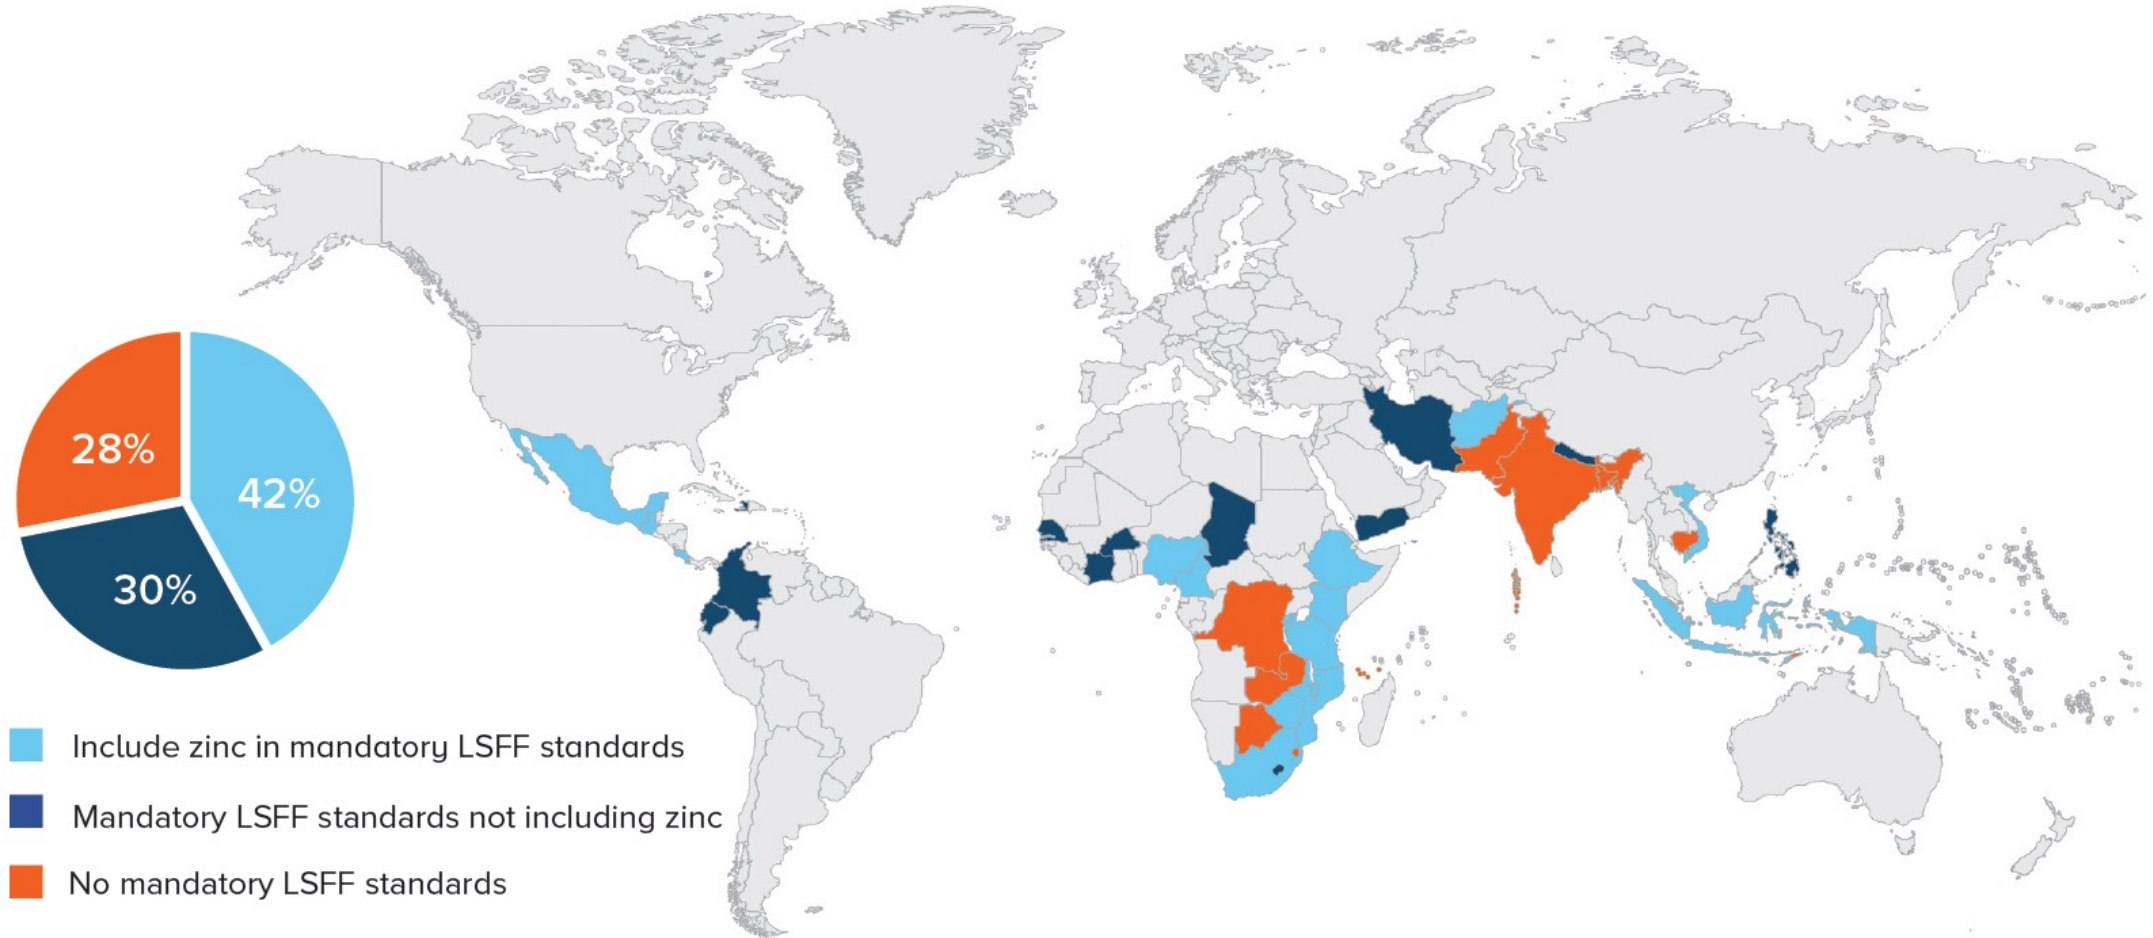 28%
42%
30%
Include zinc in mandatory LSFF standards
Mandatory LSFF standards not including zinc
No mandatory LSFF standards